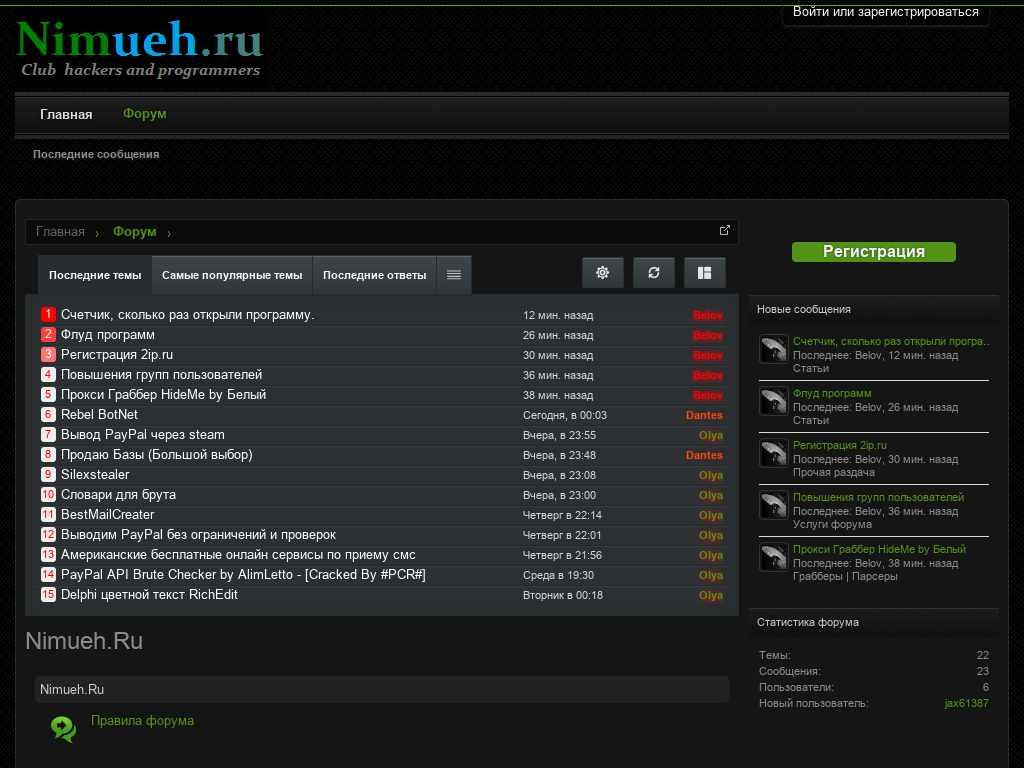 Войти или зарегистрироваться
Nimueh.ru
Club hackers and programmers
Главная Форум
Последние сообщения
Главная › Форум ›
Регистрация
Последние темы Самые популярные темы Последние ответы
1 Счетчик, сколько раз открыли программу. 12 мин. назад Belov
2 Флуд программ 26 мин. назад Belov
3 Регистрация 2ip.ru 30 мин. назад Belov
4 Повышения групп пользователей 36 мин. назад Belov
5 Прокси Граббер HideMe by Белый 38 мин. назад Belov
6 Rebel BotNet Сегодня, в 00:03 Dantes
7 Вывод PayPal через steam Вчера, в 23:55 Olya
8 Продаю Базы (Большой выбор) Вчера, в 23:48 Dantes
9 Silexstealer Вчера, в 23:08 Olya
10 Словари для брута Вчера, в 23:00 Olya
11 BestMailCreater Четверг в 22:14 Olya
12 Выводим PayPal без ограничений и проверок Четверг в 22:01 Olya
13 Американские бесплатные онлайн сервисы по приему смс Четверг в 21:56 Olya
14 PayPal API Brute Checker by AlimLetto - [Cracked By #PCR#] Среда в 19:30 Olya
15 Delphi цветной текст RichEdit Вторник в 00:18 Olya
Nimueh.Ru
Nimueh.Ru
Правила форума
Новые сообщения
Счетчик, сколько раз открыли програ..
Последнее: Belov, 12 мин. назад
Статьи
Флуд программ
Последнее: Belov, 26 мин. назад
Статьи
Регистрация 2ip.ru
Последнее: Belov, 30 мин. назад
Прочая раздача
Повышения групп пользователей
Последнее: Belov, 36 мин. назад
Услуги форума
Прокси Граббер HideMe by Белый
Последнее: Belov, 38 мин. назад
Грабберы | Парсеры
Статистика форума
Темы: 22
Сообщения: 23
Пользователи: 6
Новый пользователь: jax61387